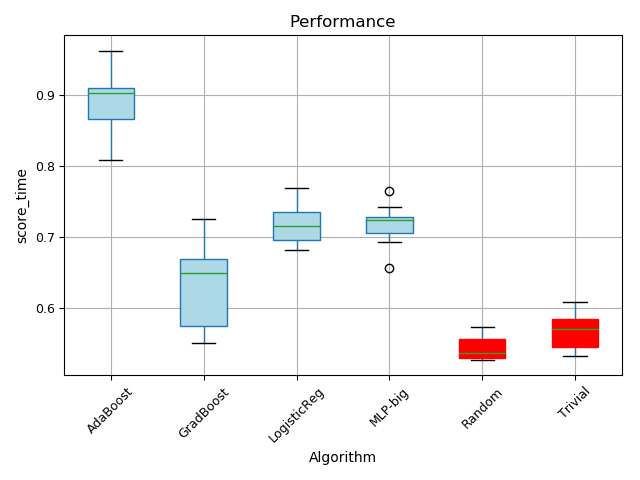 Performance
score_time
0.9
0.8
0.7
0.6
AdaBoost
GradBoost
LogisticReg
MLP-big
Random
Trivial
Algorithm